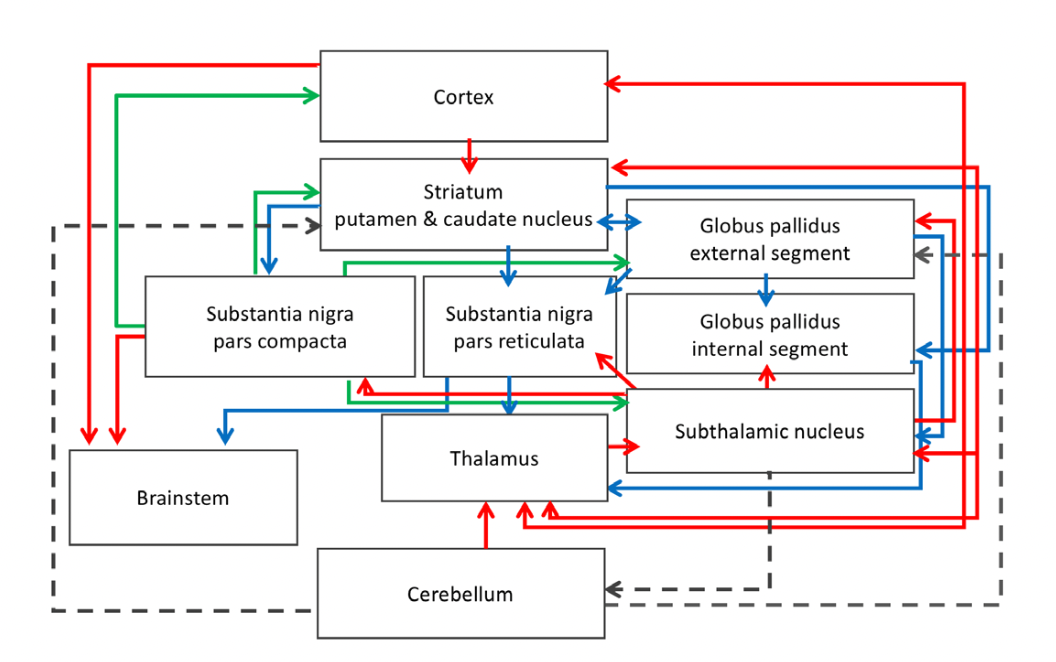 Cortex
Striatum
putamen & caudate nucleus
Globus pallidus
external segment
Substantia nigra
pars compacta
Substantia nigra
pars reticulata
Globus pallidus
internal segment
Subthalamic nucleus
Thalamus
Brainstem
Cerebellum